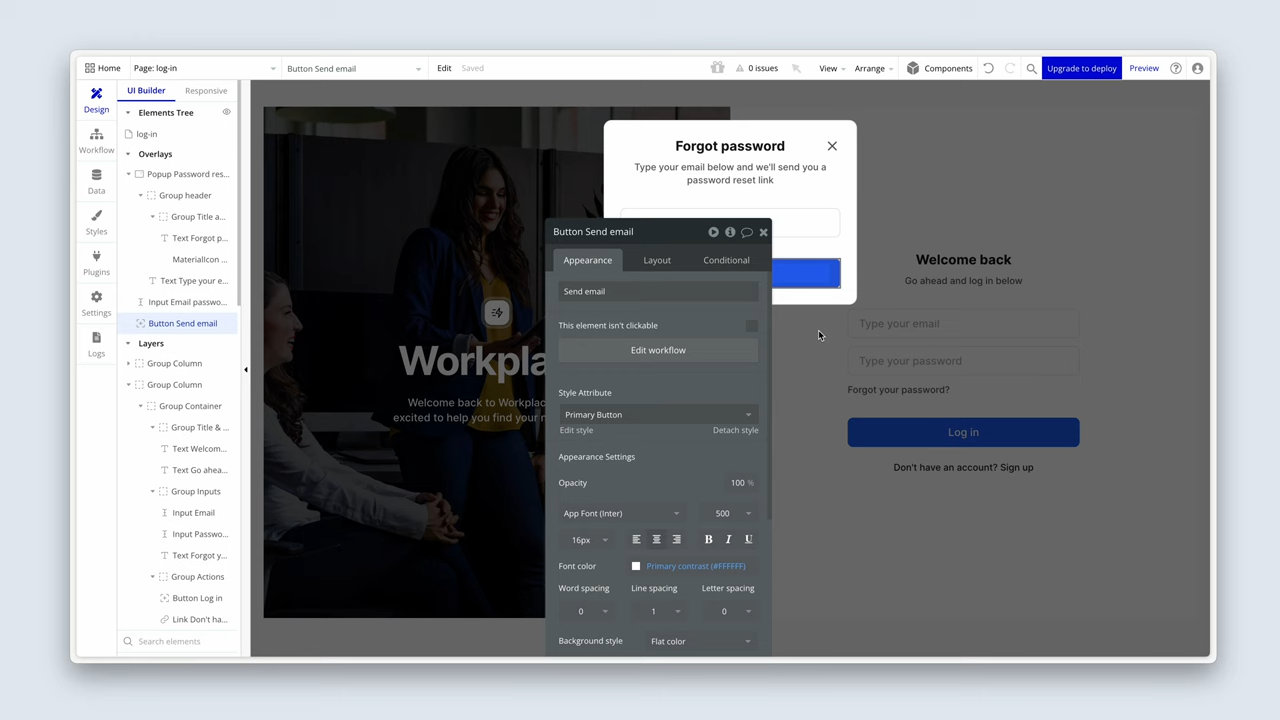 Home
Page: log-in
Button Send email
Edit
Saved
0 issues
View
Arrange
Components
Upgrade to deploy
Preview
Design
Workflow
Data
Styles
Plugins
Settings
Logs
UI Builder
Responsive
Elements Tree
log-in
Overlays
Popup Password res...
Group header
Group Title a...
Text Forgot p...
MaterialIcon ...
Text Type your e...
Input Email passwo...
Button Send email
Layers
Group Column
Group Column
Group Container
Group Title & ...
Text Welcom...
Text Go ahea...
Group Inputs
Input Email
Input Passwo...
Text Forgot y...
Group Actions
Button Log in
Link Don't ha...
Search elements
Forgot password
Type your email below and we'll send you a
password reset link
Button Send email
Appearance
Layout
Conditional
Send email
This element isn't clickable
Edit workflow
Style Attribute
Primary Button
Edit style
Detach style
Appearance Settings
Opacity
100 %
App Font (Inter)
500
16px
B I U
Font color
Primary contrast (#FFFFFF)
Word spacing
Line spacing
Letter spacing
0
1
0
Background style
Flat color
Welcome back to Workplac
excited to help you find your
Welcome back
Go ahead and log in below
Type your email
Type your password
Forgot your password?
Log in
Don't have an account? Sign up